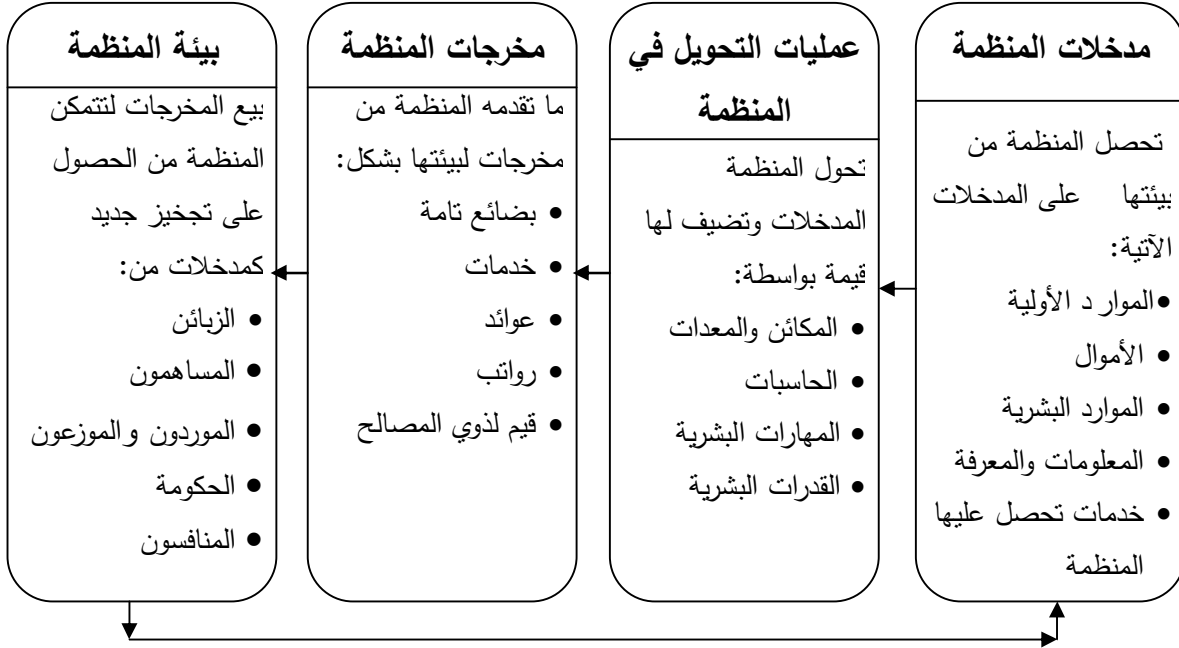 مدخلات المنظمة
تحصل المنظمة من
بيئتها على المدخلات
الآتية:
•الموار د الأولية
• الأموال
• الموارد البشرية
• المعلومات والمعرفة
• خدمات تحصل عليها
المنظمة
عمليات التحويل في
المنظمة
تحول المنظمة
المدخلات وتضيف لها
قيمة بواسطة:
• المكائن والمعدات
• الحاسبات
• المهارات البشرية
• القدرات البشرية
مخرجات المنظمة
ما تقدمه المنظمة من
مخرجات لبيئتها بشكل:
• بضائع تامة
• خدمات
• عوائد
• رواتب
• قيم لذوي المصالح
بيئة المنظمة
بيع المخرجات لتتمكن
المنظمة من الحصول
على تجخيز جديد
كمدخلات من:
• الزبائن
• المساهمون
• الموردون والموزعون
• الحكومة
• المنافسون